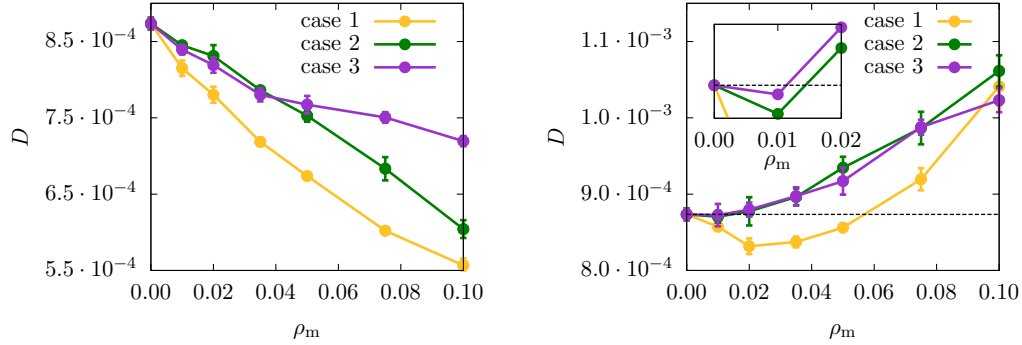 case 1
case 2
case 3
8.5 · 10⁻⁴
7.5 · 10⁻⁴
6.5 · 10⁻⁴
5.5 · 10⁻⁴
D
0.00 0.02 0.04 0.06 0.08 0.10
ρₘ
case 1
case 2
case 3
1.1 · 10⁻³
1.0 · 10⁻³
9.0 · 10⁻⁴
8.0 · 10⁻⁴
D
0.00 0.01 0.02
ρₘ
0.00 0.02 0.04 0.06 0.08 0.10
ρₘ